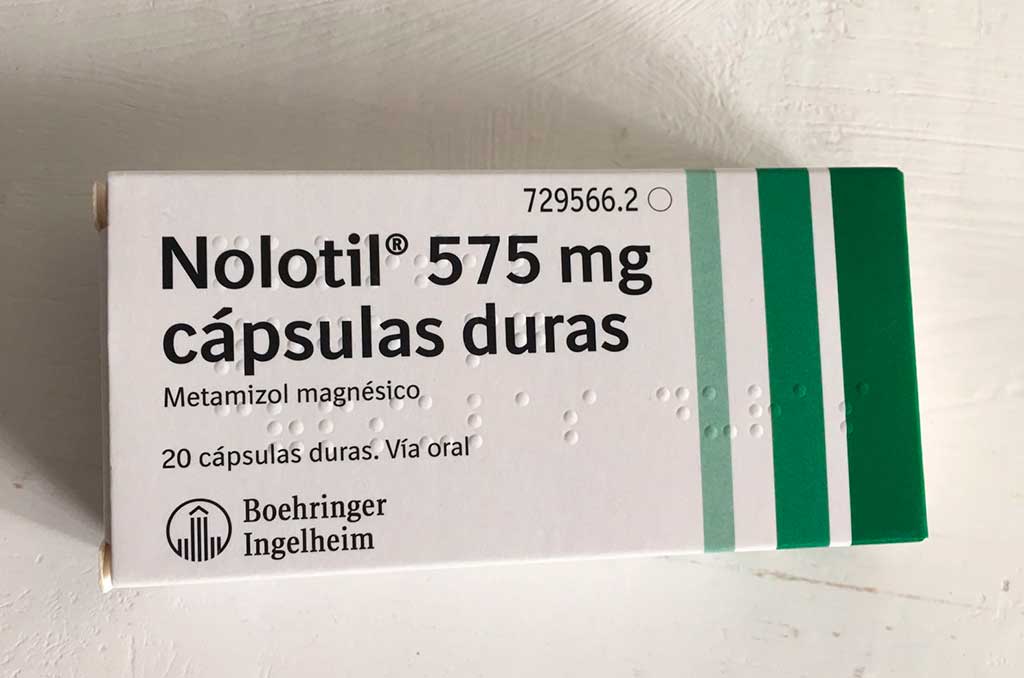 729566.2
Nolotil® 575 mg
cápsulas duras
Metamizol magnésico
20 cápsulas duras. Vía oral
Boehringer
Ingelheim